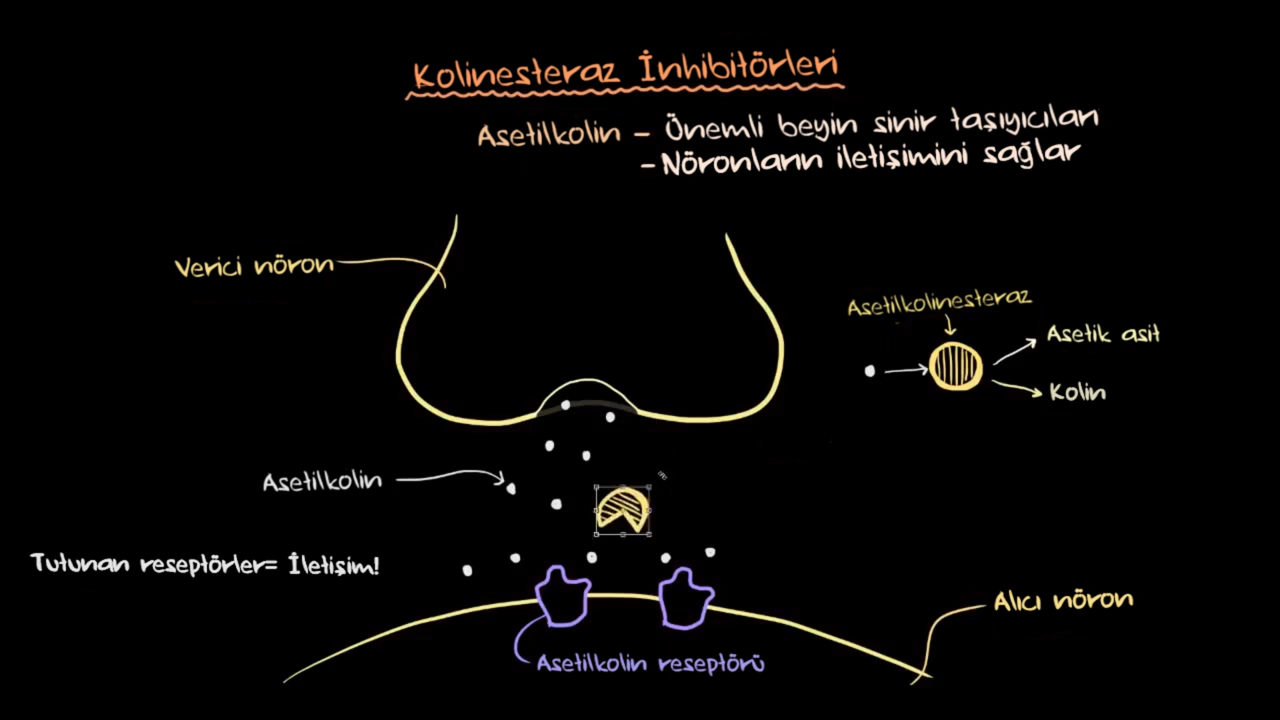 Kolinesteraz İnhibitörleri
Asetilkolin - Önemli beyin sinir taşıyıcıları
- Nöronların iletişimini sağlar
Verici nöron
Asetilkolinesteraz
Asetik asit
Kolin
Asetilkolin
Tutunan reseptörler= İletişim!
Alıcı nöron
Asetilkolin reseptörü